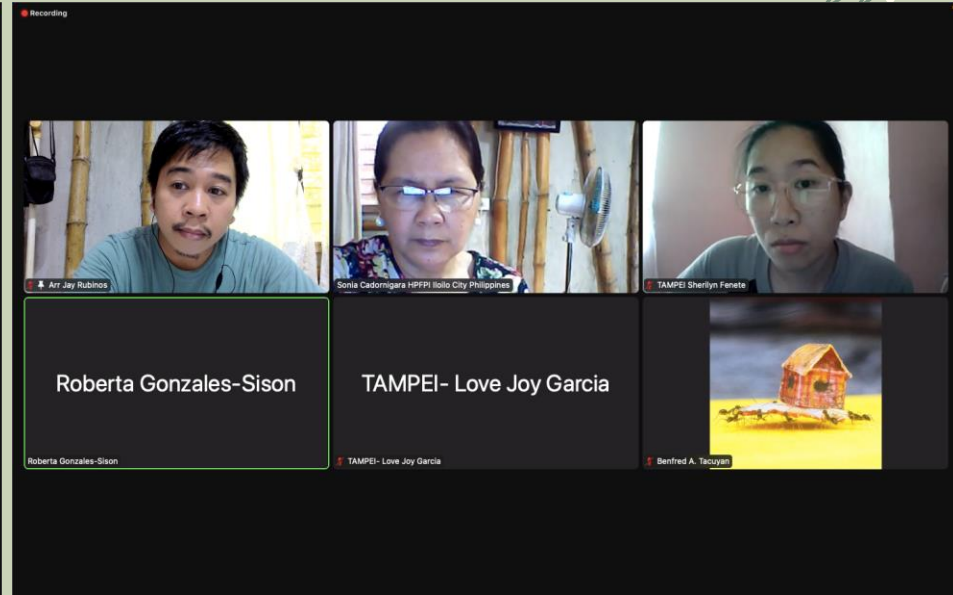 Recording
Arr Jay Rubinos
Sonia Cadornigara HPFPI Iloilo City Philippines
TAMPEI Sherilyn Fenete
Roberta Gonzales-Sison
Roberta Gonzales-Sison
TAMPEI- Love Joy Garcia
TAMPEI- Love Joy Garcia
Benfred A. Tacuyan